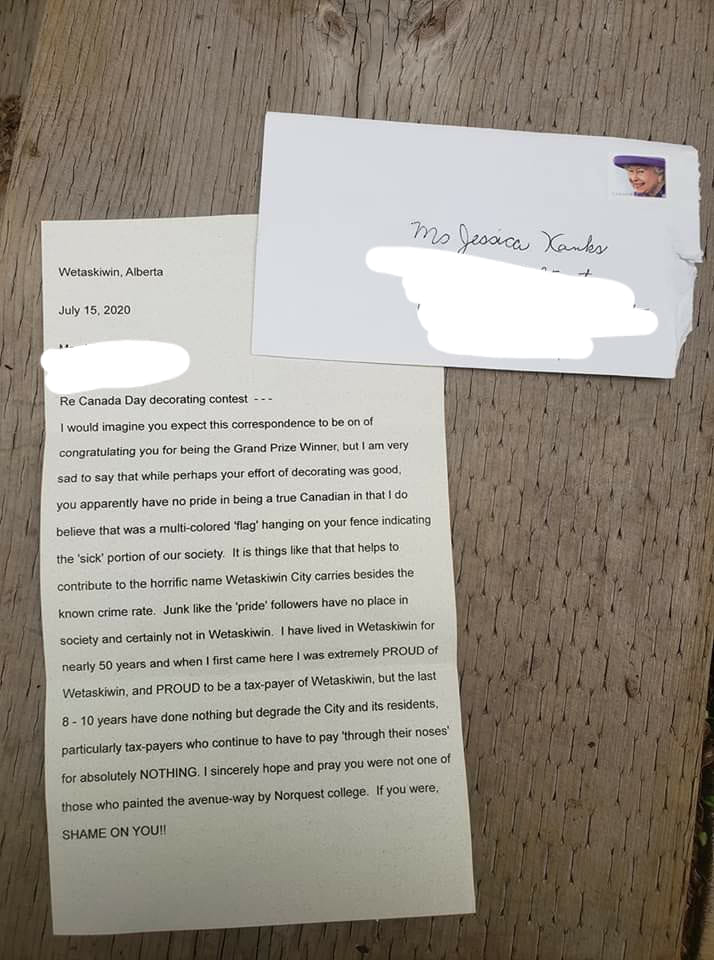 Ms Jessica Kanks
Wetaskiwin, Alberta
July 15, 2020
Re Canada Day decorating contest ---
I would imagine you expect this correspondence to be on of
congratulating you for being the Grand Prize Winner, but I am very
sad to say that while perhaps your effort of decorating was good,
you apparently have no pride in being a true Canadian in that I do
believe that was a multi-colored 'flag' hanging on your fence indicating
the 'sick' portion of our society. It is things like that that helps to
contribute to the horrific name Wetaskiwin City carries besides the
known crime rate. Junk like the 'pride' followers have no place in
society and certainly not in Wetaskiwin. I have lived in Wetaskiwin for
nearly 50 years and when I first came here I was extremely PROUD of
Wetaskiwin, and PROUD to be a tax-payer of Wetaskiwin, but the last
8 - 10 years have done nothing but degrade the City and its residents,
particularly tax-payers who continue to have to pay 'through their noses'
for absolutely NOTHING. I sincerely hope and pray you were not one of
those who painted the avenue-way by Norquest college. If you were,
SHAME ON YOU!!